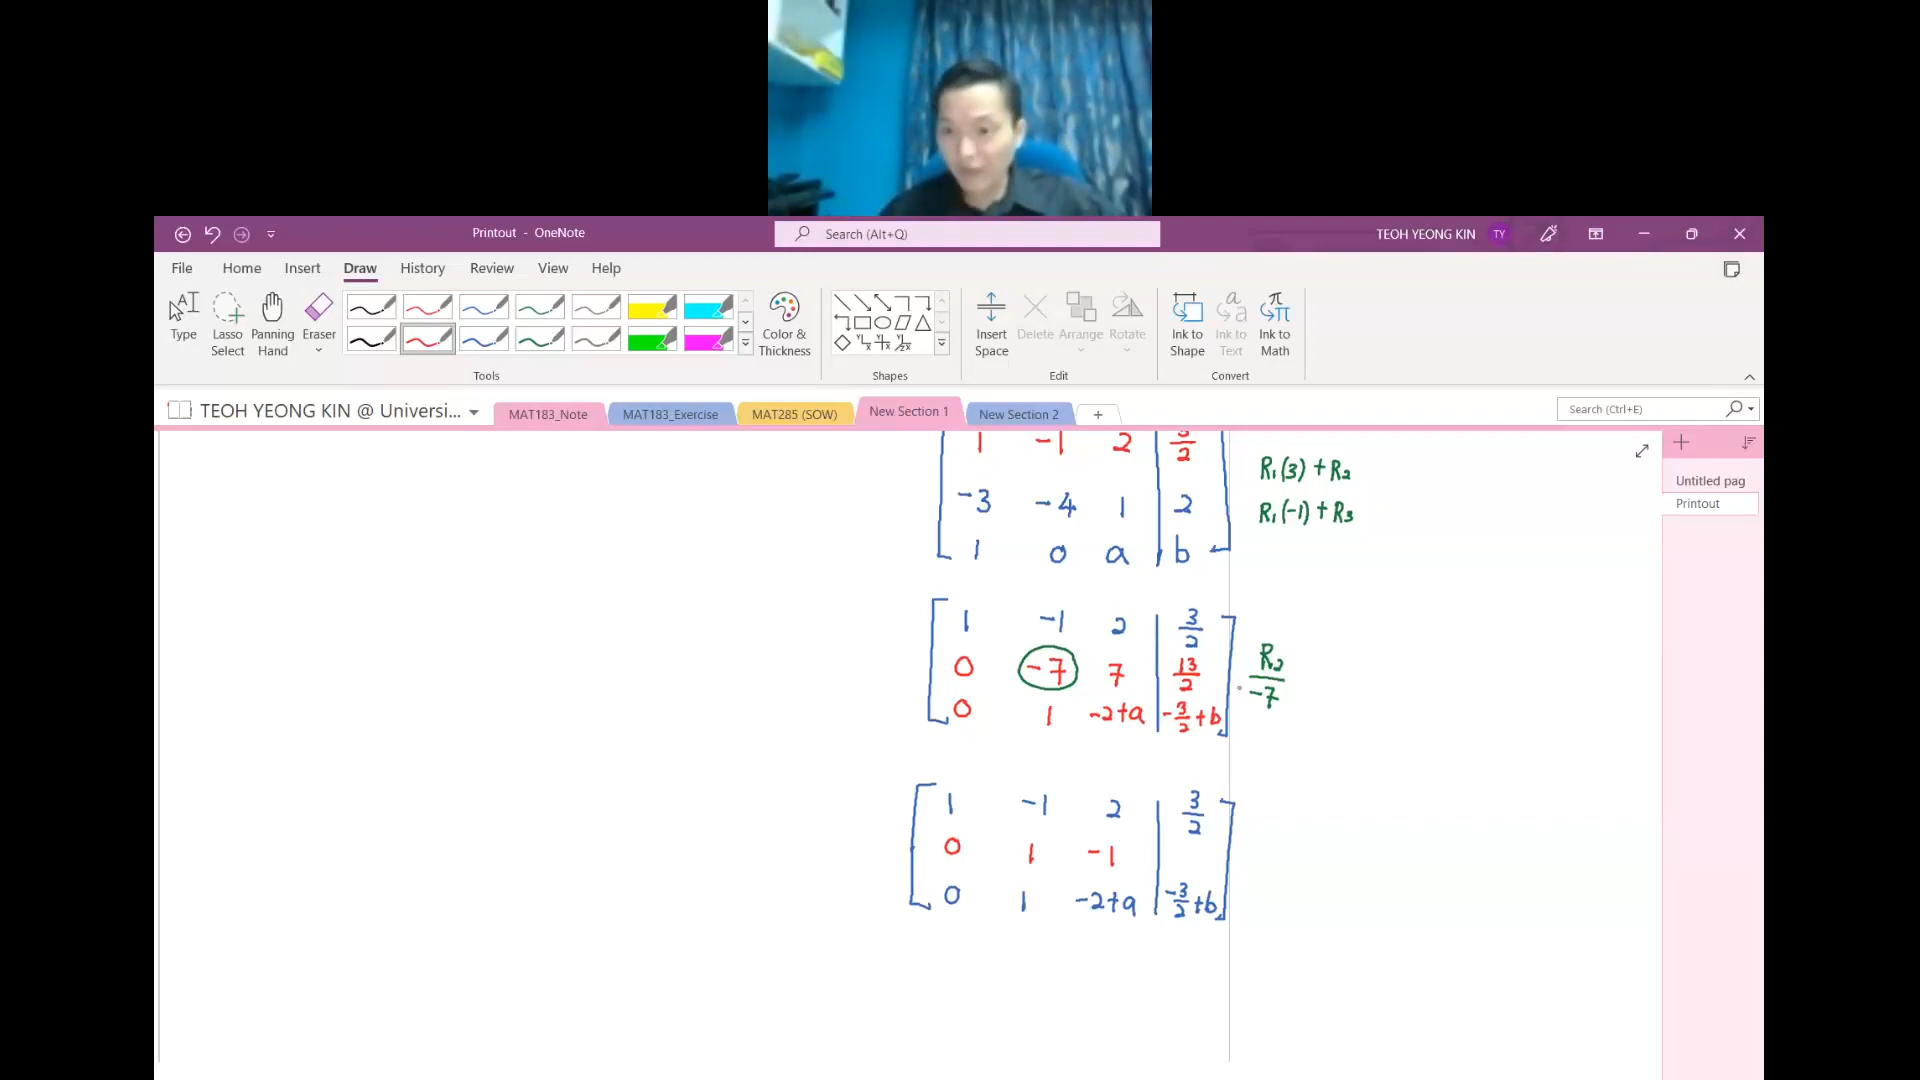 Printout - OneNote
Search (Alt+Q)
TEOH YEONG KIN TY
File Home Insert Draw History Review View Help
Type Lasso Select Panning Hand Eraser Color & Thickness Insert Space Delete Arrange Rotate Ink to Shape Ink to Text Ink to Math
Tools Shapes Edit Convert
TEOH YEONG KIN @ Universi... MAT183_Note MAT183_Exercise MAT285 (SOW) New Section 1 New Section 2 + Search (Ctrl+E)
Untitled pag
Printout
1 -1 2 | 3/2
-3 -4 1 | 2
1 0 a | b
R₁(3) + R₂
R₁(-1) + R₃
1 -1 2 | 3/2
0 -7 7 | 13/2
0 1 -2+a | -3/2+b
R₂/-7
1 -1 2 | 3/2
0 1 -1 |
0 1 -2+a | -3/2+b